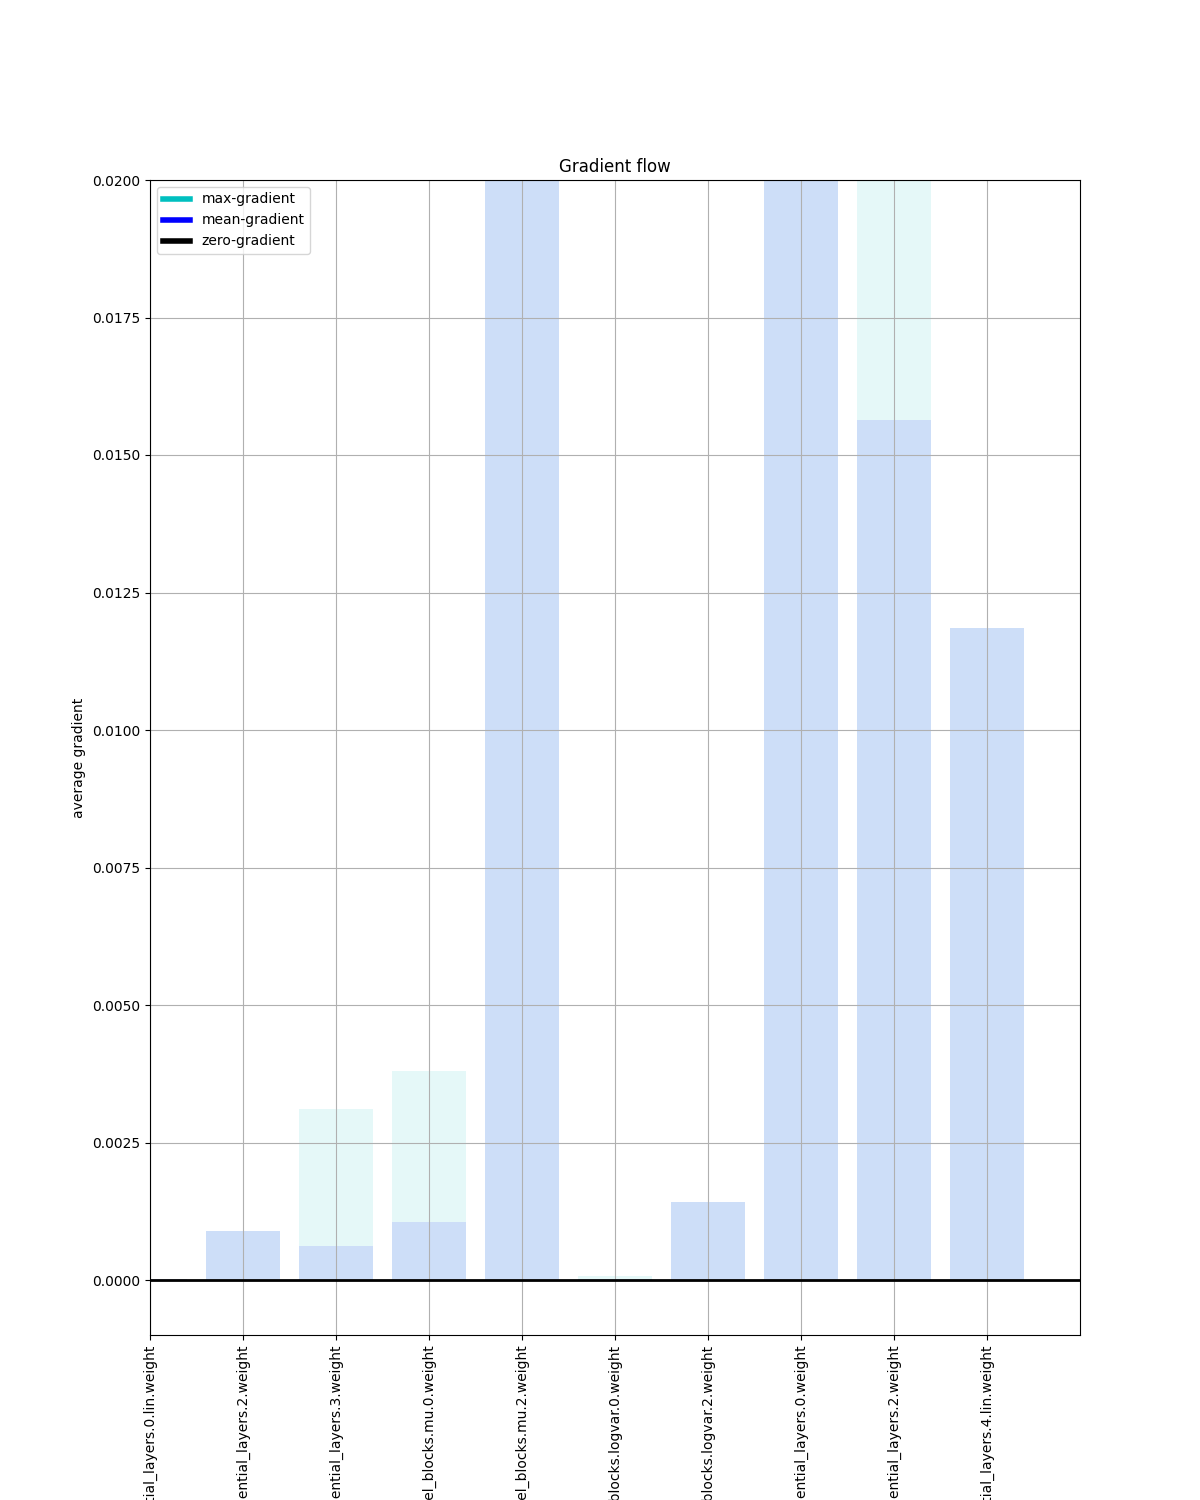 Gradient flow
max-gradient
mean-gradient
zero-gradient
0.0200
0.0175
0.0150
0.0125
0.0100
0.0075
0.0050
0.0025
0.0000
average gradient
tial_layers.0.lin.weight
ential_layers.2.weight
ential_layers.3.weight
el_blocks.mu.0.weight
el_blocks.mu.2.weight
blocks.logvar.0.weight
blocks.logvar.2.weight
ential_layers.0.weight
ential_layers.2.weight
tial_layers.4.lin.weight